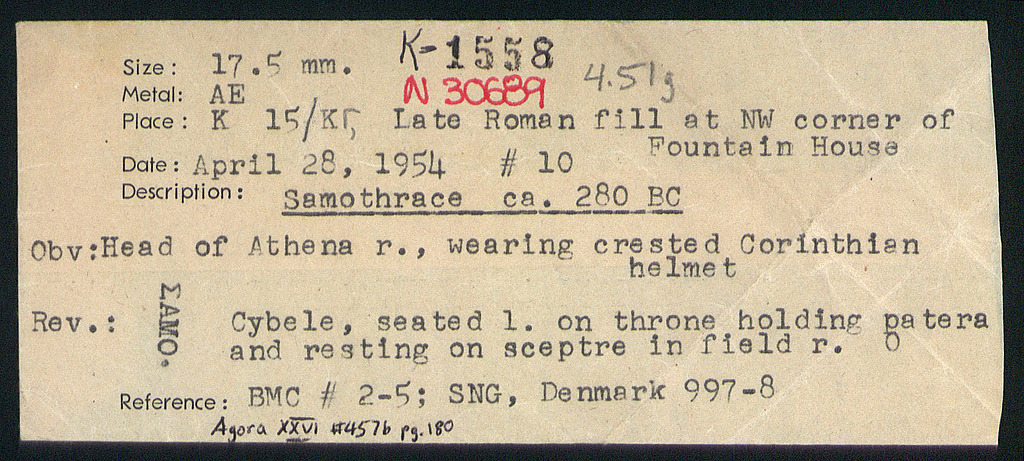 K-1558
Size: 17.5 mm.
N 30689
4.51g
Metal: AE
Place: K 15/ΚΓ, Late Roman fill at NW corner of
Fountain House
Date: April 28, 1954 # 10
Description: Samothrace ca. 280 BC
Obv:Head of Athena r., wearing crested Corinthian
helmet
ΣΑΜΟ.
Rev.: Cybele, seated l. on throne holding patera
and resting on sceptre in field r. 8
Reference: BMC # 2-5; SNG, Denmark 997-8
Agora XXVI #457b pg.180